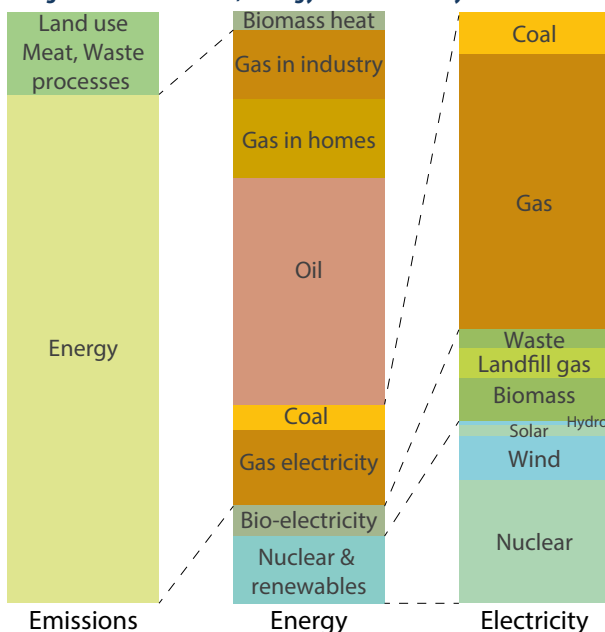 Land use
Meat, Waste
processes
Energy
Emissions
Biomass heat
Gas in industry
Gas in homes
Oil
Coal
Gas electricity
Bio-electricity
Nuclear &
renewables
Energy
Coal
Gas
Waste
Landfill gas
Biomass
Hydro
Solar
Wind
Nuclear
Electricity